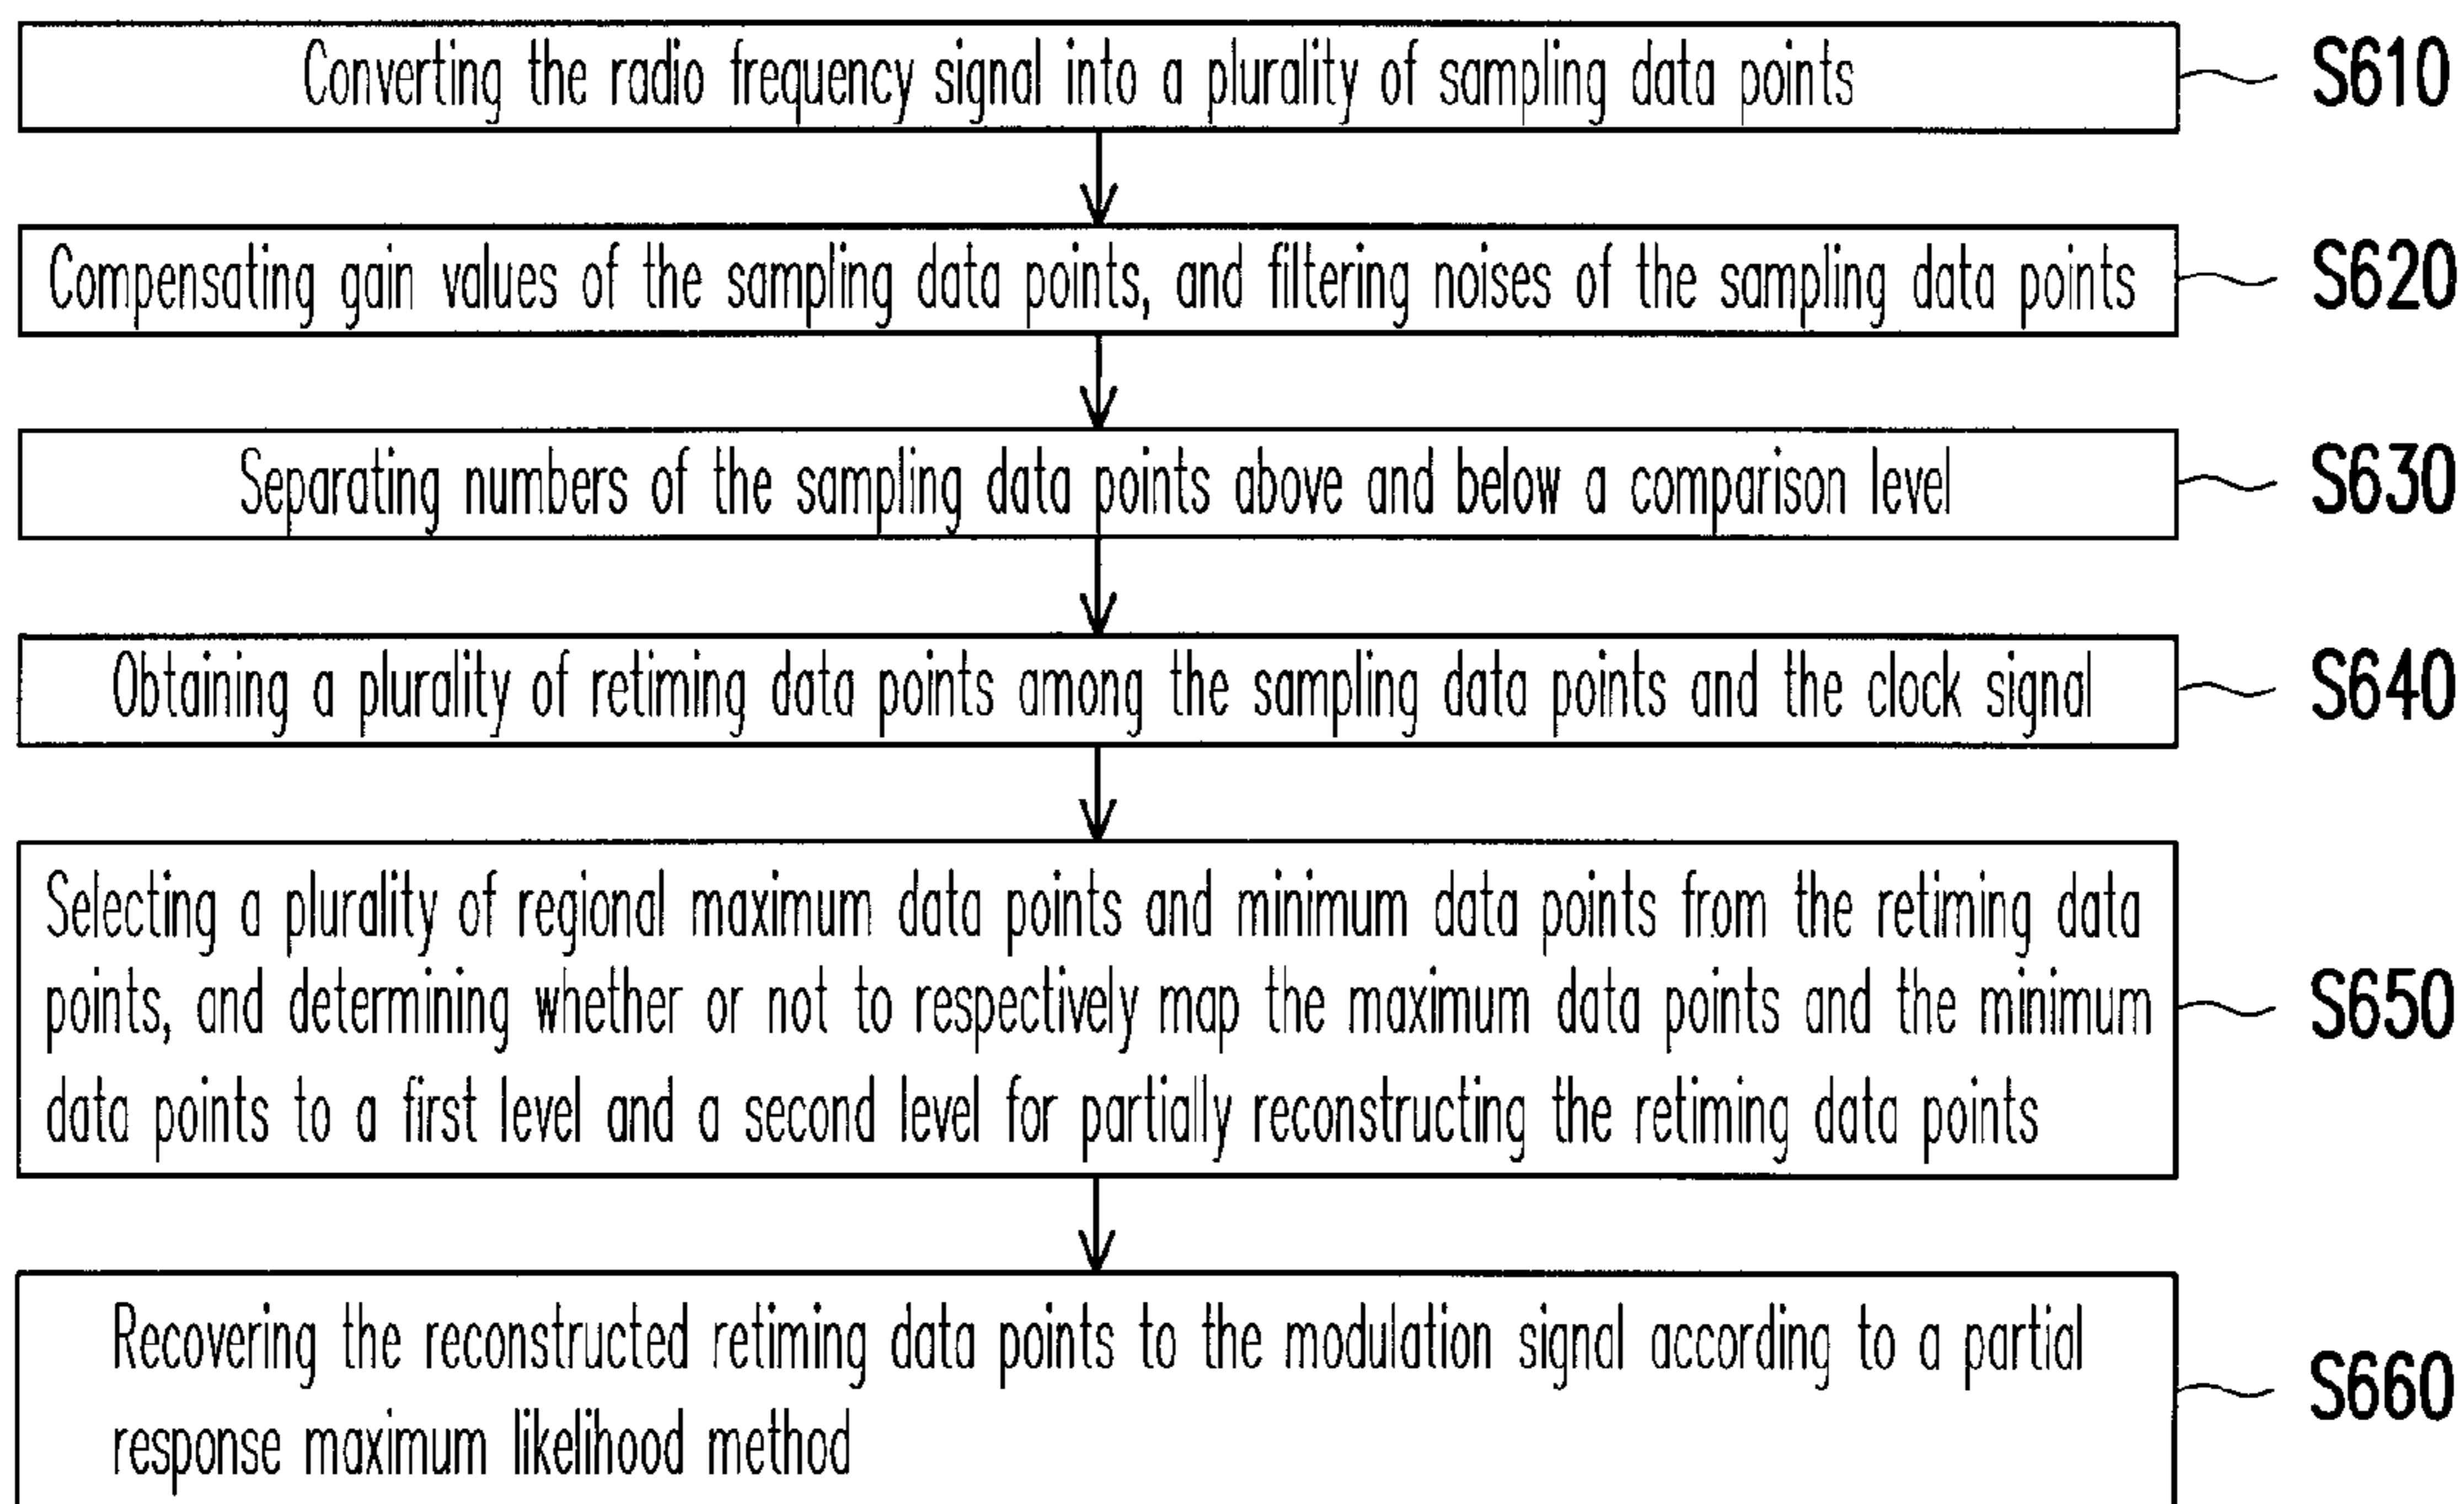 Converting the radio frequency signal into a plurality of sampling data points
S610
Compensating gain values of the sampling data points, and filtering noises of the sampling data points
S620
Separating numbers of the sampling data points above and below a comparison level
S630
Obtaining a plurality of retiming data points among the sampling data points and the clock signal
S640
Selecting a plurality of regional maximum data points and minimum data points from the retiming data
points, and determining whether or not to respectively map the maximum data points and the minimum
data points to a first level and a second level for partially reconstructing the retiming data points
S650
Recovering the reconstructed retiming data points to the modulation signal according to a partial
response maximum likelihood method
S660